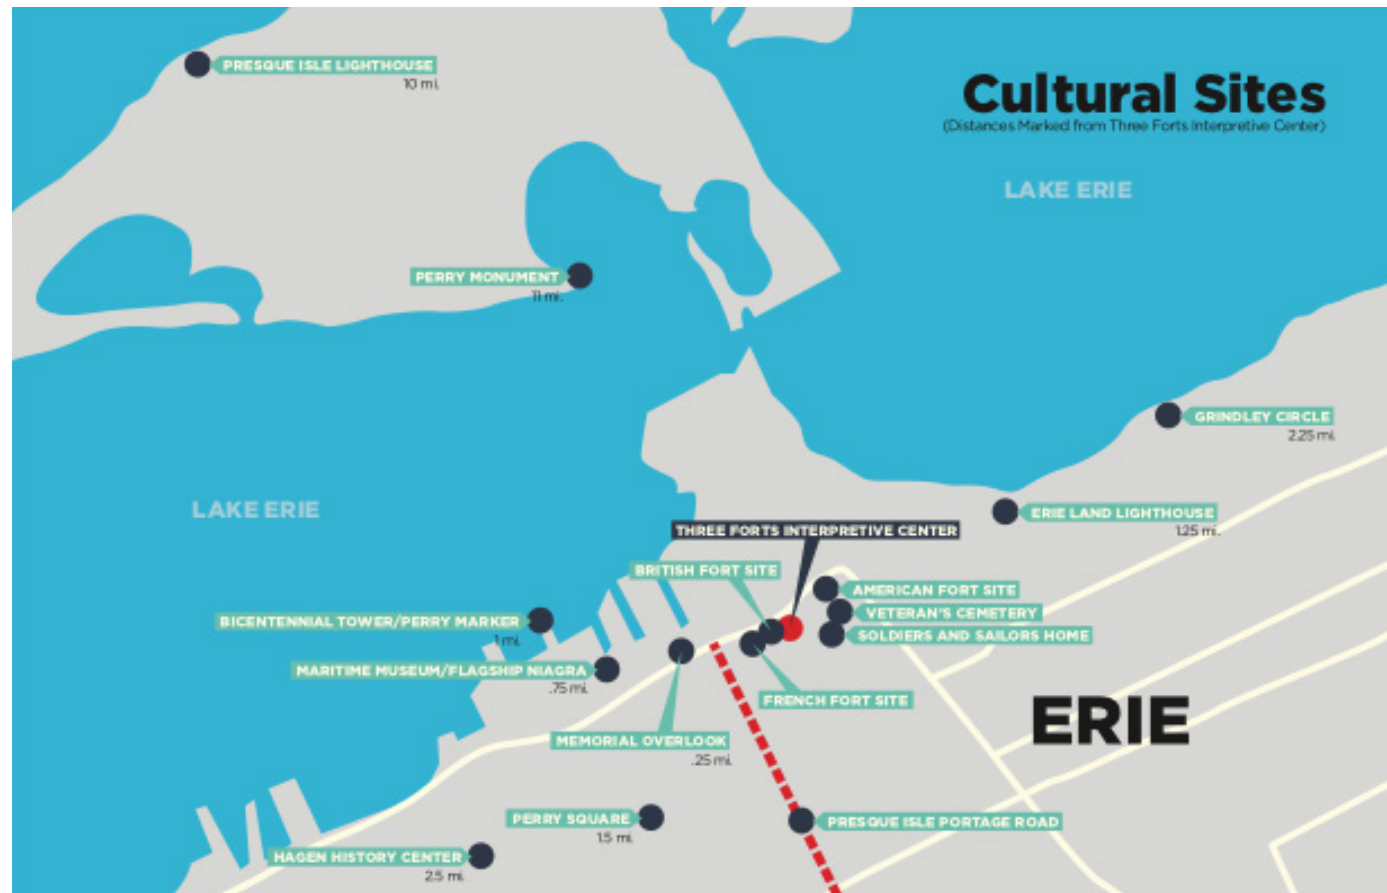 PRESQUE ISLE LIGHTHOUSE
10 mi.
Cultural Sites
(Distances Marked from Three Forts Interpretive Center)
LAKE ERIE
PERRY MONUMENT
11 mi.
GRINDLEY CIRCLE
2.25 mi.
LAKE ERIE
ERIE LAND LIGHTHOUSE
1.25 mi.
THREE FORTS INTERPRETIVE CENTER
BRITISH FORT SITE
AMERICAN FORT SITE
VETERAN'S CEMETERY
SOLDIERS AND SAILORS HOME
BICENTENNIAL TOWER/PERRY MARKER
1 mi.
MARITIME MUSEUM/FLAGSHIP NIAGRA
.75 mi.
FRENCH FORT SITE
ERIE
MEMORIAL OVERLOOK
.25 mi.
PERRY SQUARE
1.5 mi.
PRESQUE ISLE PORTAGE ROAD
HAGEN HISTORY CENTER
2.5 mi.